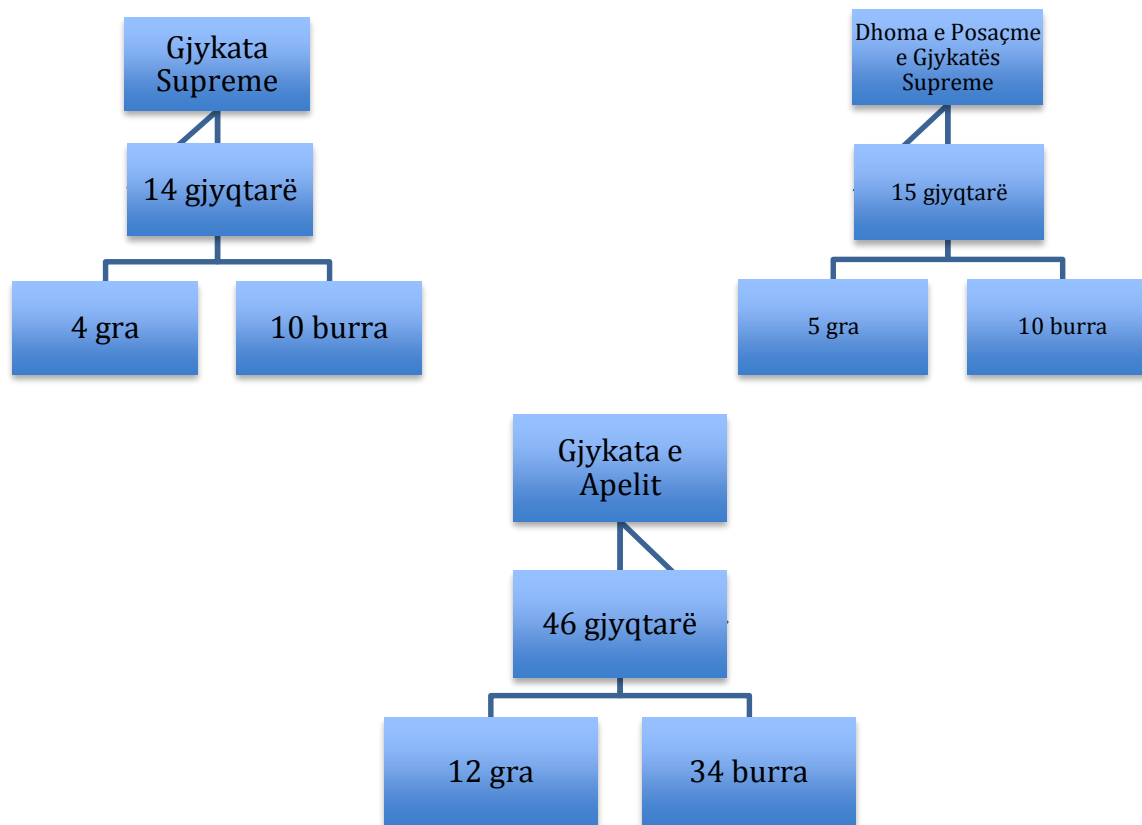 Gjykata
Supreme
14 gjyqtarë
4 gra
10 burra
Dhoma e Posaçme
e Gjykatës
Supreme
15 gjyqtarë
5 gra
10 burra
Gjykata e
Apelit
46 gjyqtarë
12 gra
34 burra